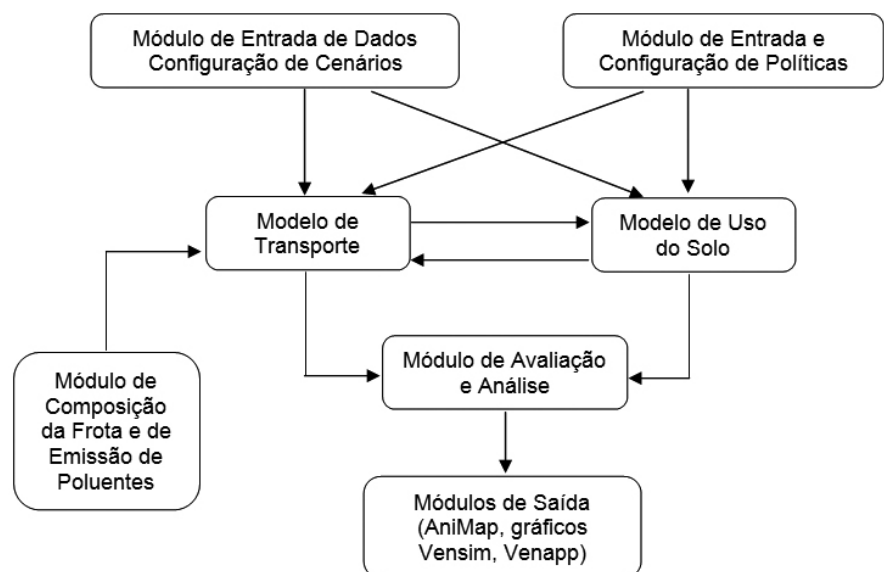 Módulo de Entrada de Dados
Configuração de Cenários
Módulo de Entrada e
Configuração de Políticas
Modelo de
Transporte
Modelo de Uso
do Solo
Módulo de Avaliação
e Análise
Módulo de
Composição
da Frota e de
Emissão de
Poluentes
Módulos de Saída
(AniMap, gráficos
Vensim, Venapp)